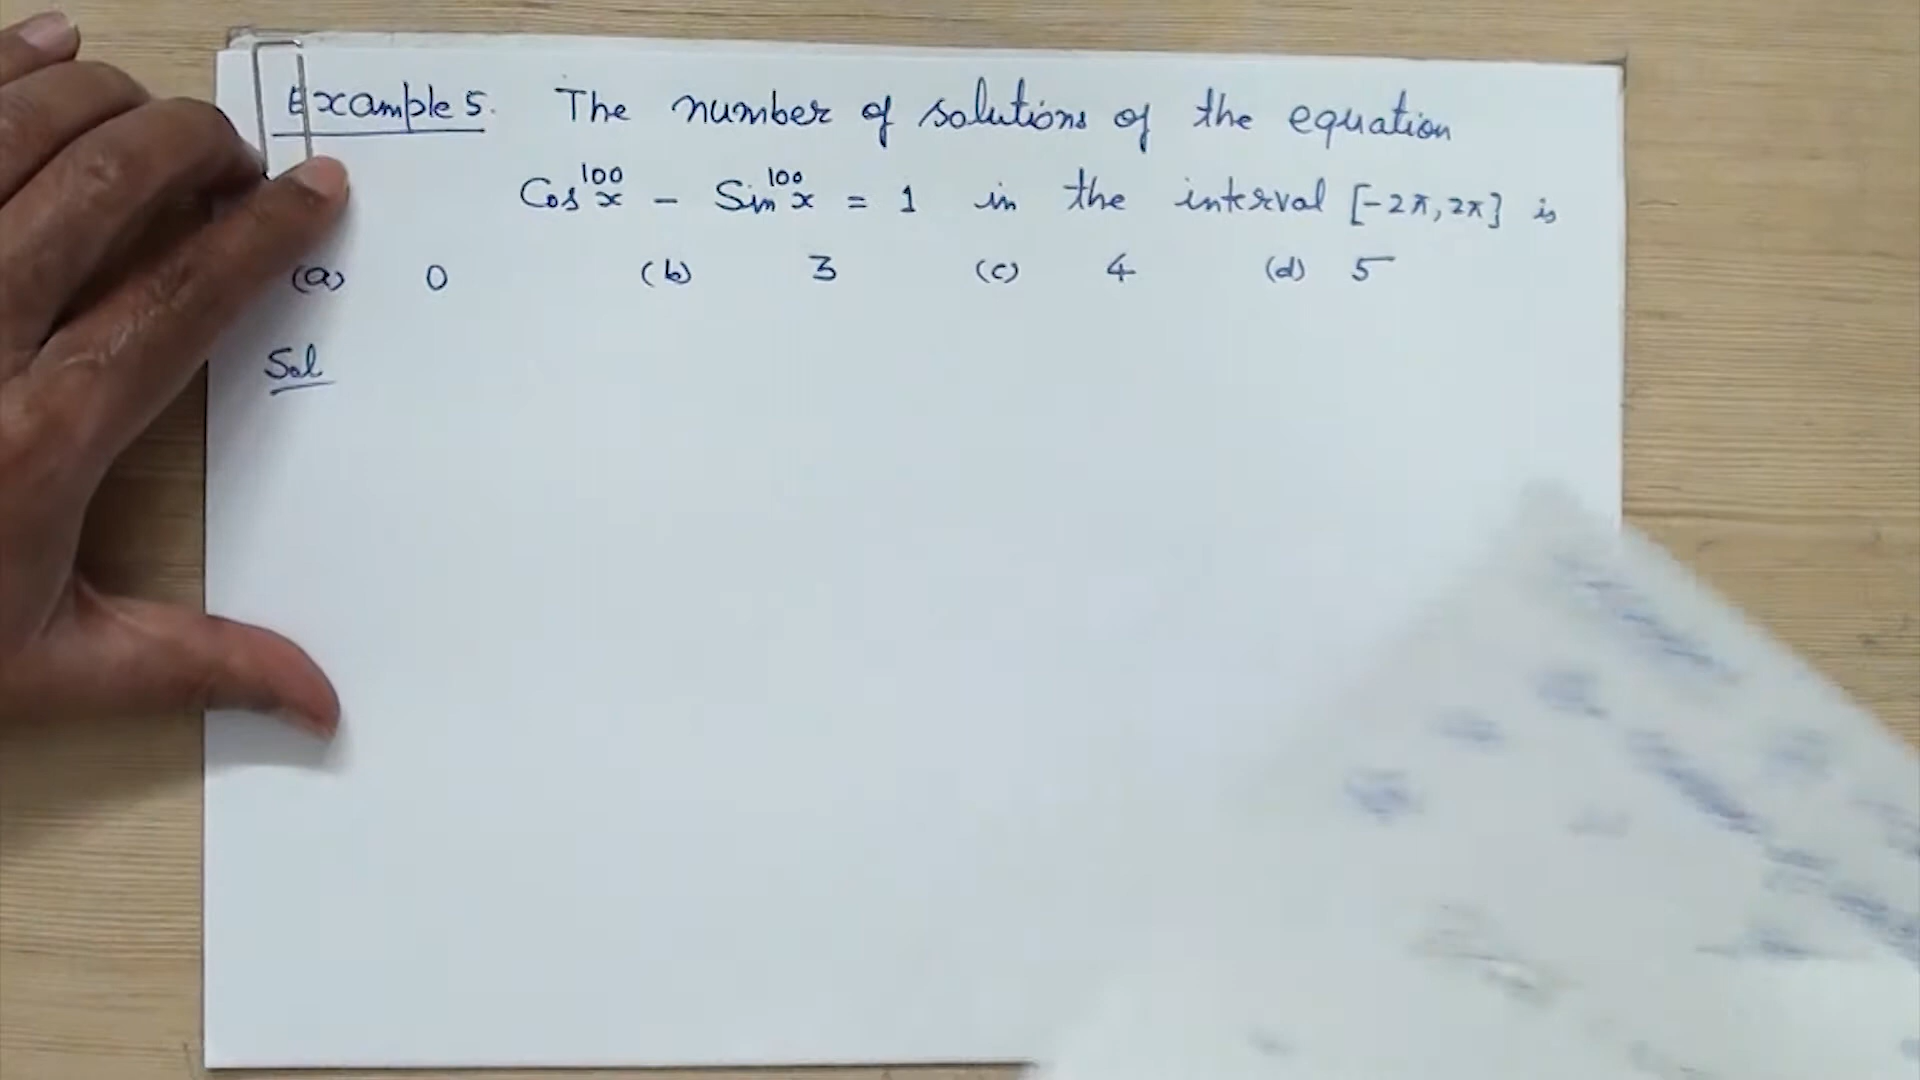 Example 5. The number of solutions of the equation
Cos¹⁰⁰x - Sin¹⁰⁰x = 1 in the interval [-2π, 2π] is
(a) 0 (b) 3 (c) 4 (d) 5
Sol